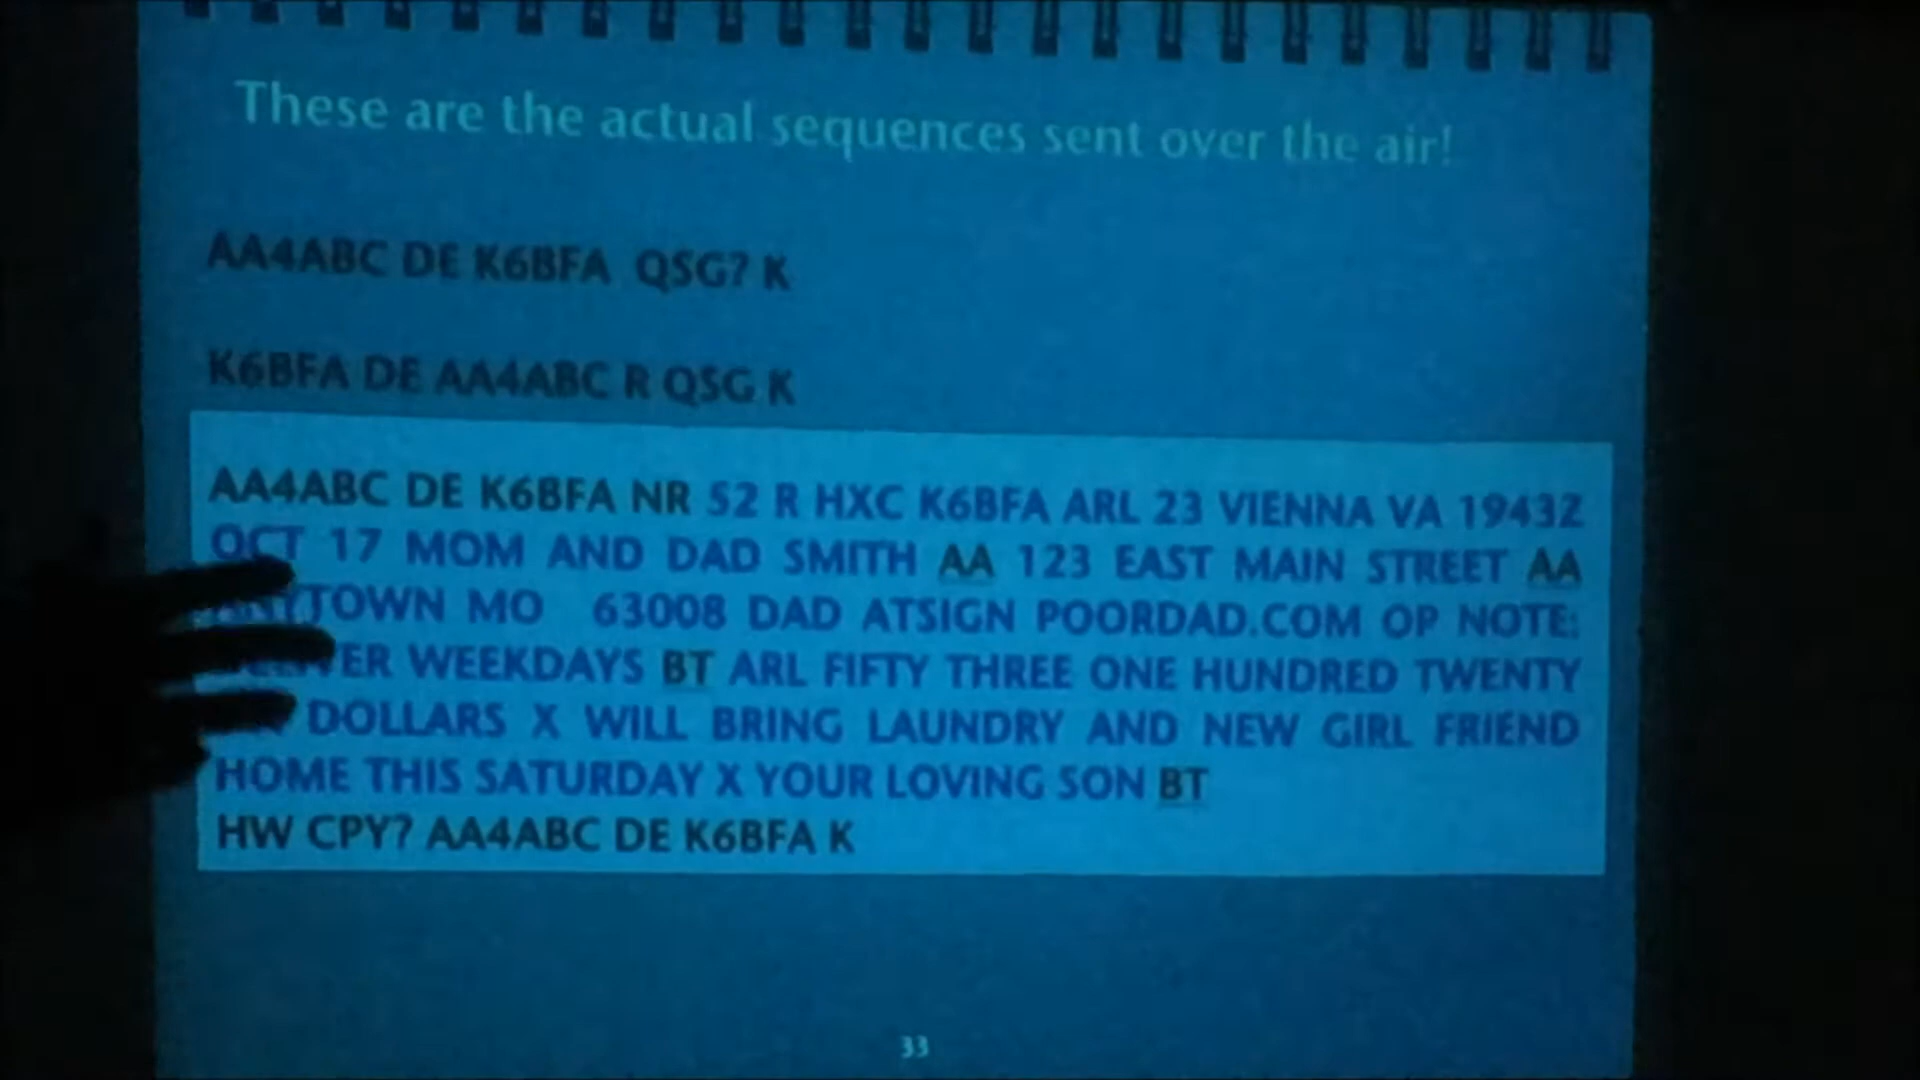 These are the actual sequences sent over the air!
AA4ABC DE K6BFA QSG? K
K6BFA DE AA4ABC R QSG K
AA4ABC DE K6BFA NR 52 R HXC K6BFA ARL 23 VIENNA VA 1943Z
OCT 17 MOM AND DAD SMITH AA 123 EAST MAIN STREET AA
MO 63008 DAD ATSIGN POORDAD.COM OP NOTE:
WEEKDAYS BT ARL FIFTY THREE ONE HUNDRED TWENTY
DOLLARS X WILL BRING LAUNDRY AND NEW GIRL FRIEND
HOME THIS SATURDAY X YOUR LOVING SON BT
HW CPY? AA4ABC DE K6BFA K
33